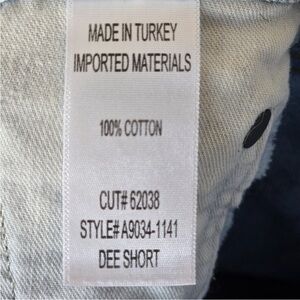 MADE IN TURKEY
IMPORTED MATERIALS
100% COTTON
CUT# 62038
STYLE# A9034-1141
DEE SHORT